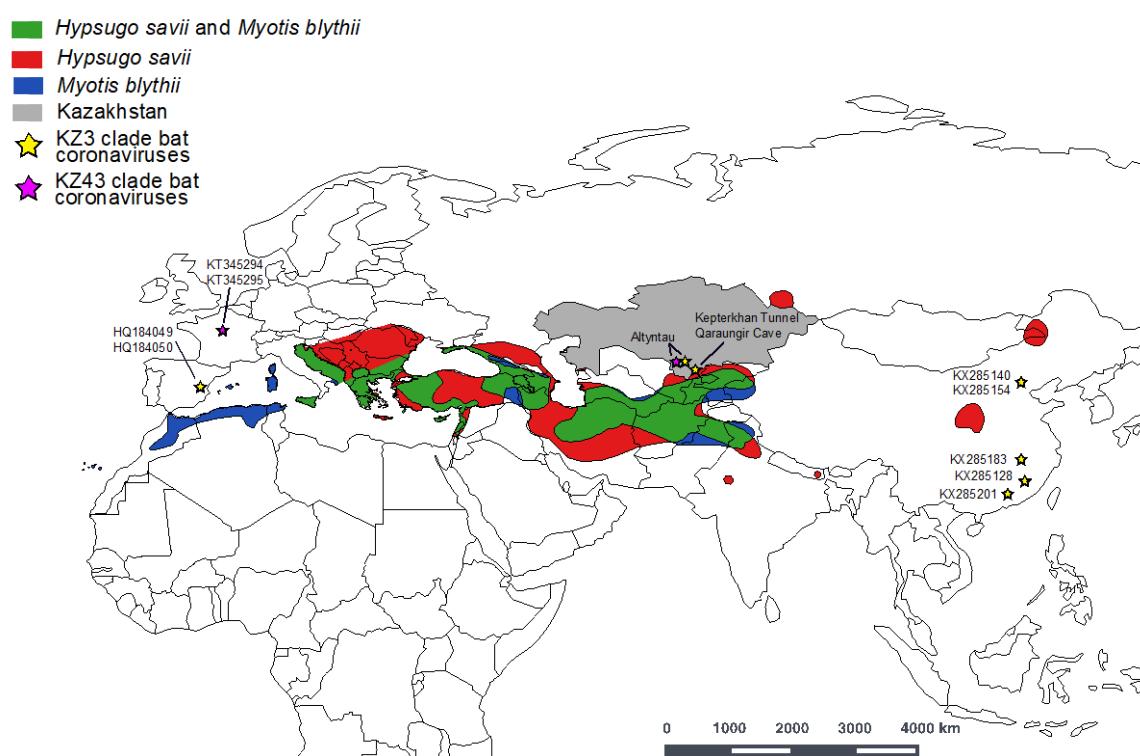 Hypsugo savii and Myotis blythii
Hypsugo savii
Myotis blythii
Kazakhstan
KZ3 clade bat
coronaviruses
KZ43 clade bat
coronaviruses
KT345294
KT345295
HQ184049
HQ184050
Altyntau
Kepterkhan Tunnel
Qaraungir Cave
KX285140
KX285154
KX285183
KX285128
KX285201
0 1000 2000 3000 4000 km